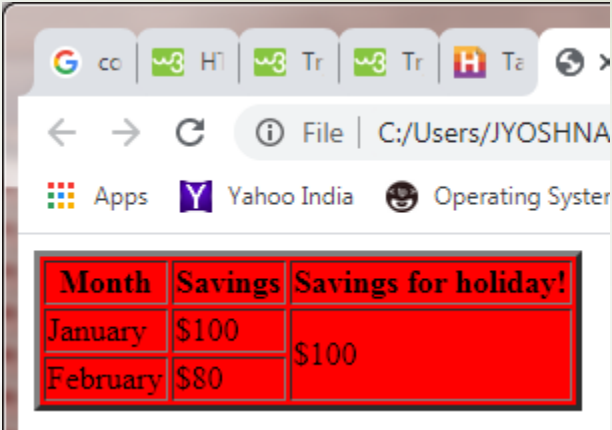 co HT Tr Tr Ta
File C:/Users/JYOSHNA
Apps Yahoo India Operating Syster
Month Savings Savings for holiday!
January $100
$100
February $80